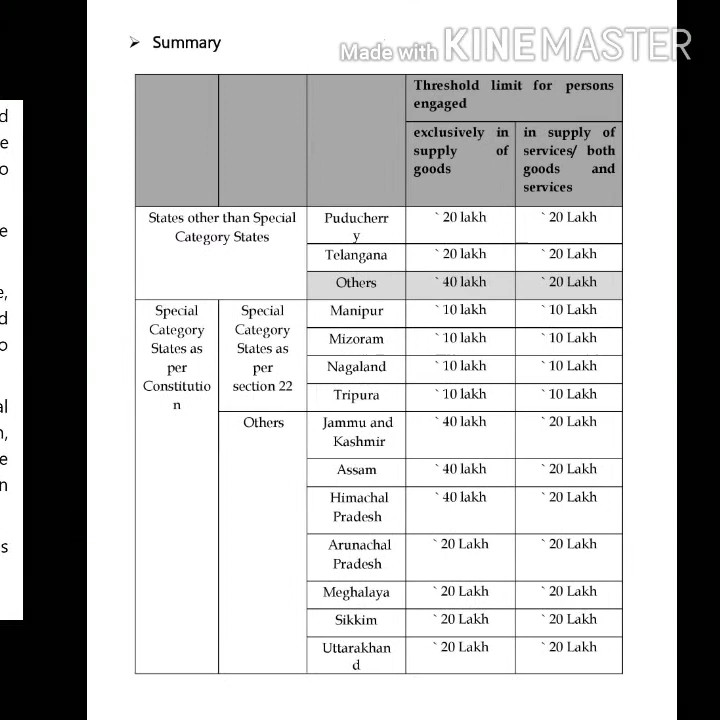 ➤ Summary
Made with KINEMASTER
Threshold limit for persons
engaged
exclusively in
supply of
goods
in supply of
services/ both
goods and
services
States other than Special
Category States
Puducherr
y
` 20 lakh
` 20 Lakh
Telangana
` 20 lakh
` 20 Lakh
Others
` 40 lakh
` 20 Lakh
Special
Category
States as
per
Constitutio
n
Special
Category
States as
per
section 22
Manipur
` 10 lakh
` 10 Lakh
Mizoram
` 10 lakh
` 10 Lakh
Nagaland
` 10 lakh
` 10 Lakh
Tripura
` 10 lakh
` 10 Lakh
Others
Jammu and
Kashmir
` 40 lakh
` 20 Lakh
Assam
` 40 lakh
` 20 Lakh
Himachal
Pradesh
` 40 lakh
` 20 Lakh
Arunachal
Pradesh
` 20 Lakh
` 20 Lakh
Meghalaya
` 20 Lakh
` 20 Lakh
Sikkim
` 20 Lakh
` 20 Lakh
Uttarakhan
d
` 20 Lakh
` 20 Lakh